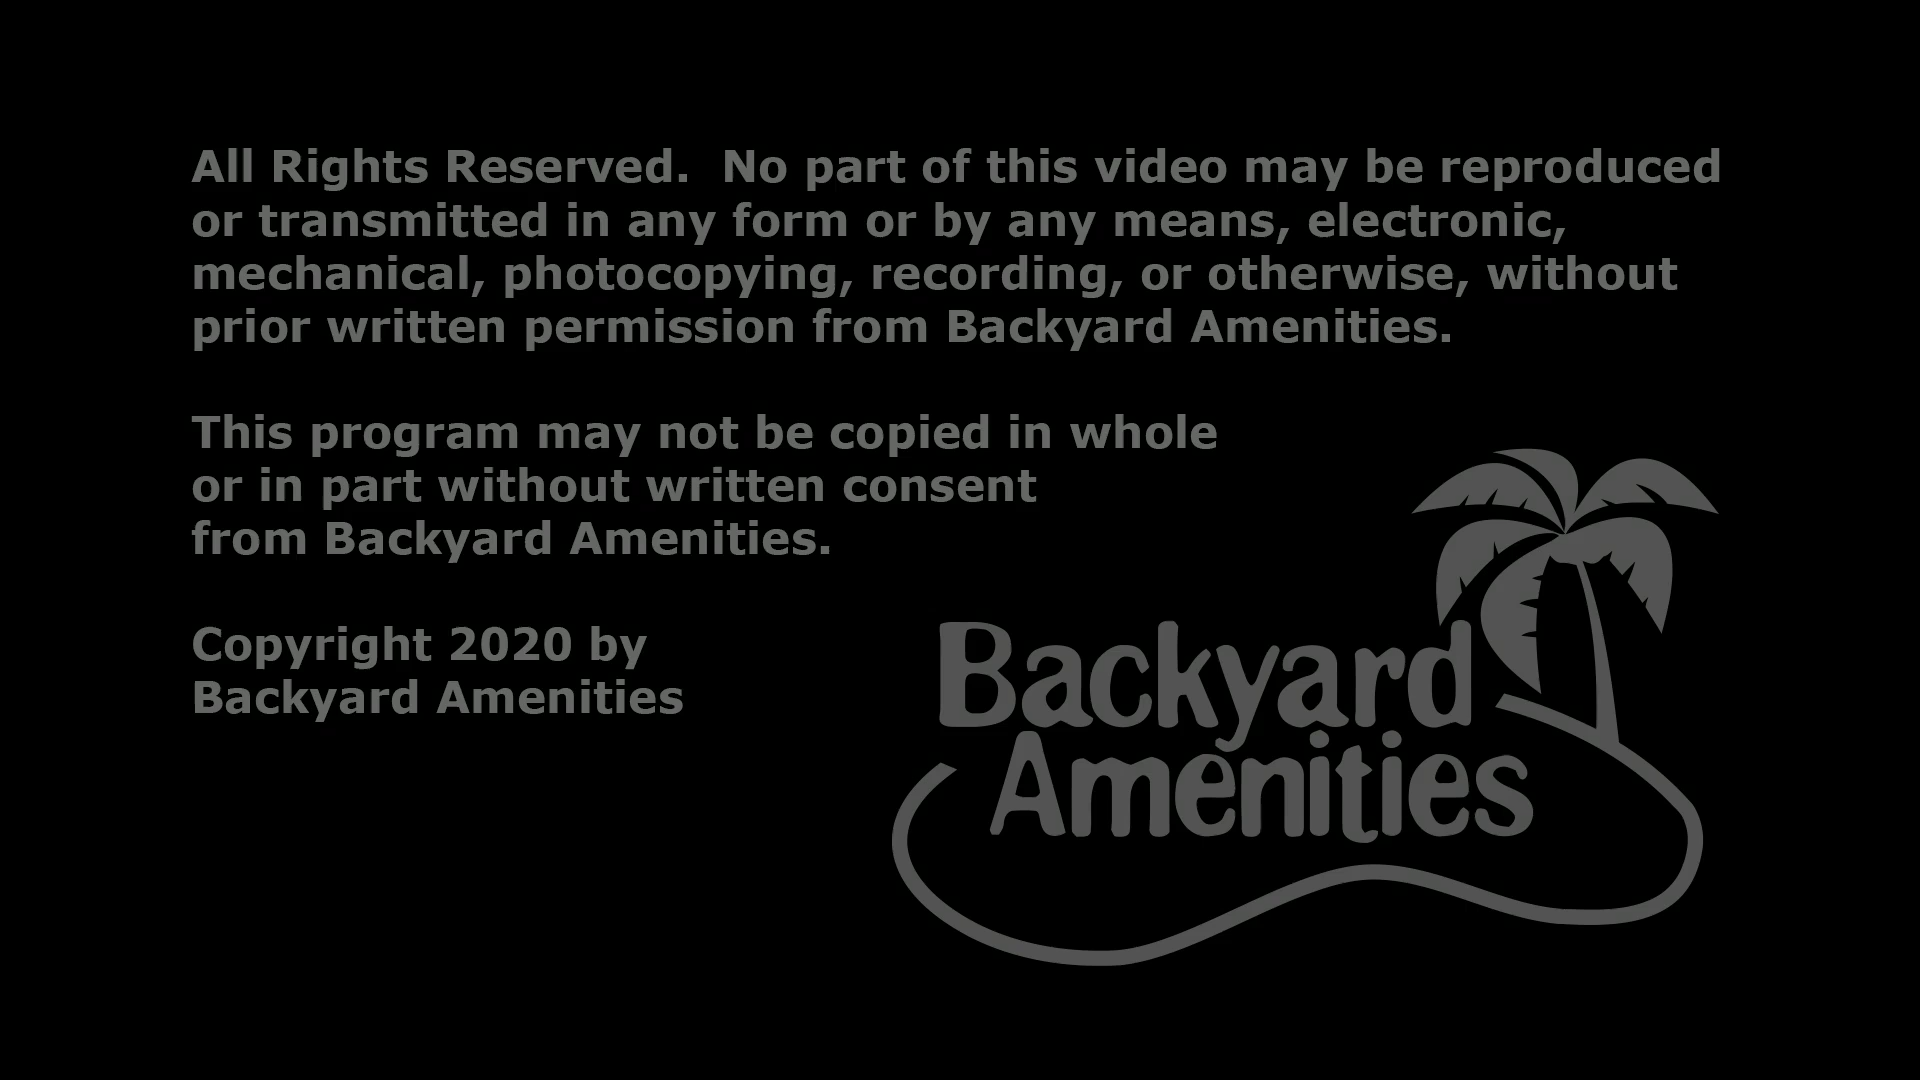 All Rights Reserved.  No part of this video may be reproduced
or transmitted in any form or by any means, electronic,
mechanical, photocopying, recording, or otherwise, without
prior written permission from Backyard Amenities.
This program may not be copied in whole
or in part without written consent
from Backyard Amenities.
Copyright 2020 by
Backyard Amenities
Backyard
Amenities